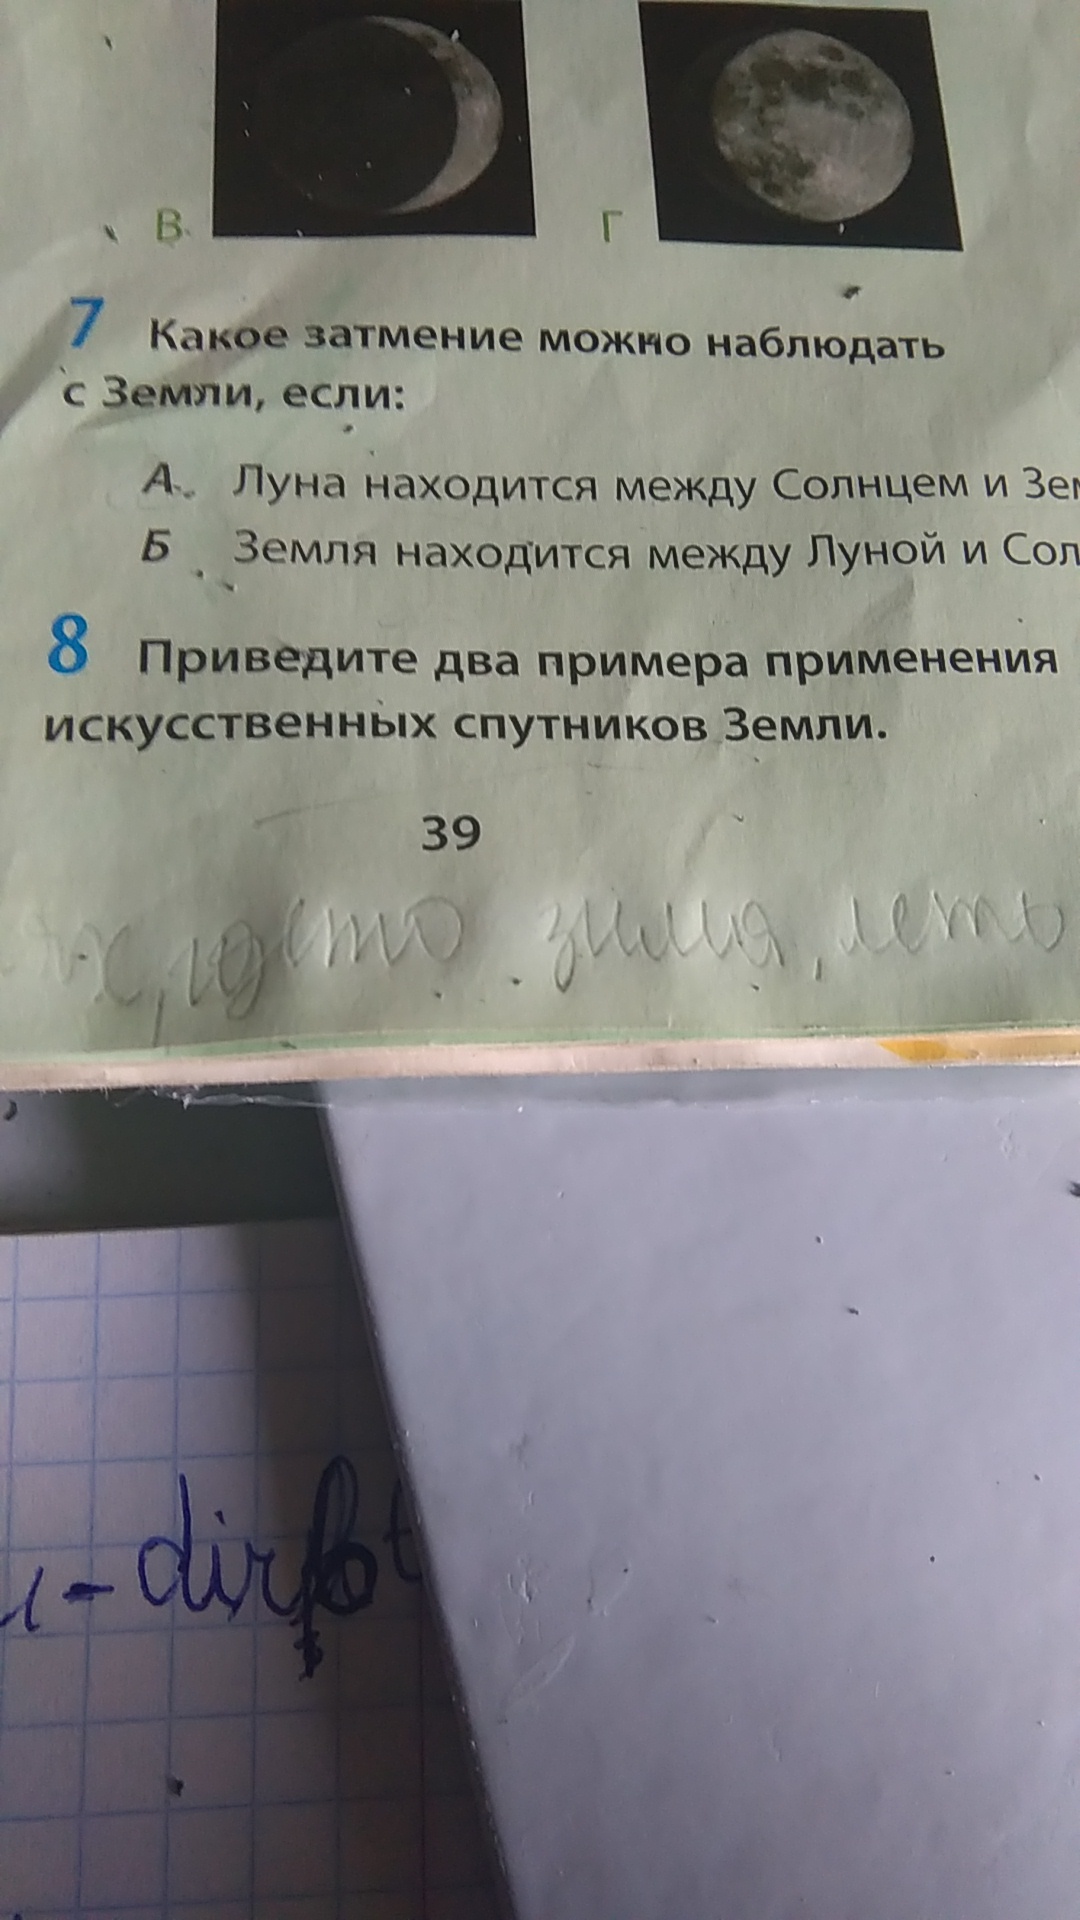 В Г
7 Какое затмение можно наблюдать
с Земли, если:
А Луна находится между Солнцем и Зем
Б Земля находится между Луной и Сол
8 Приведите два примера применения
искусственных спутников Земли.
39